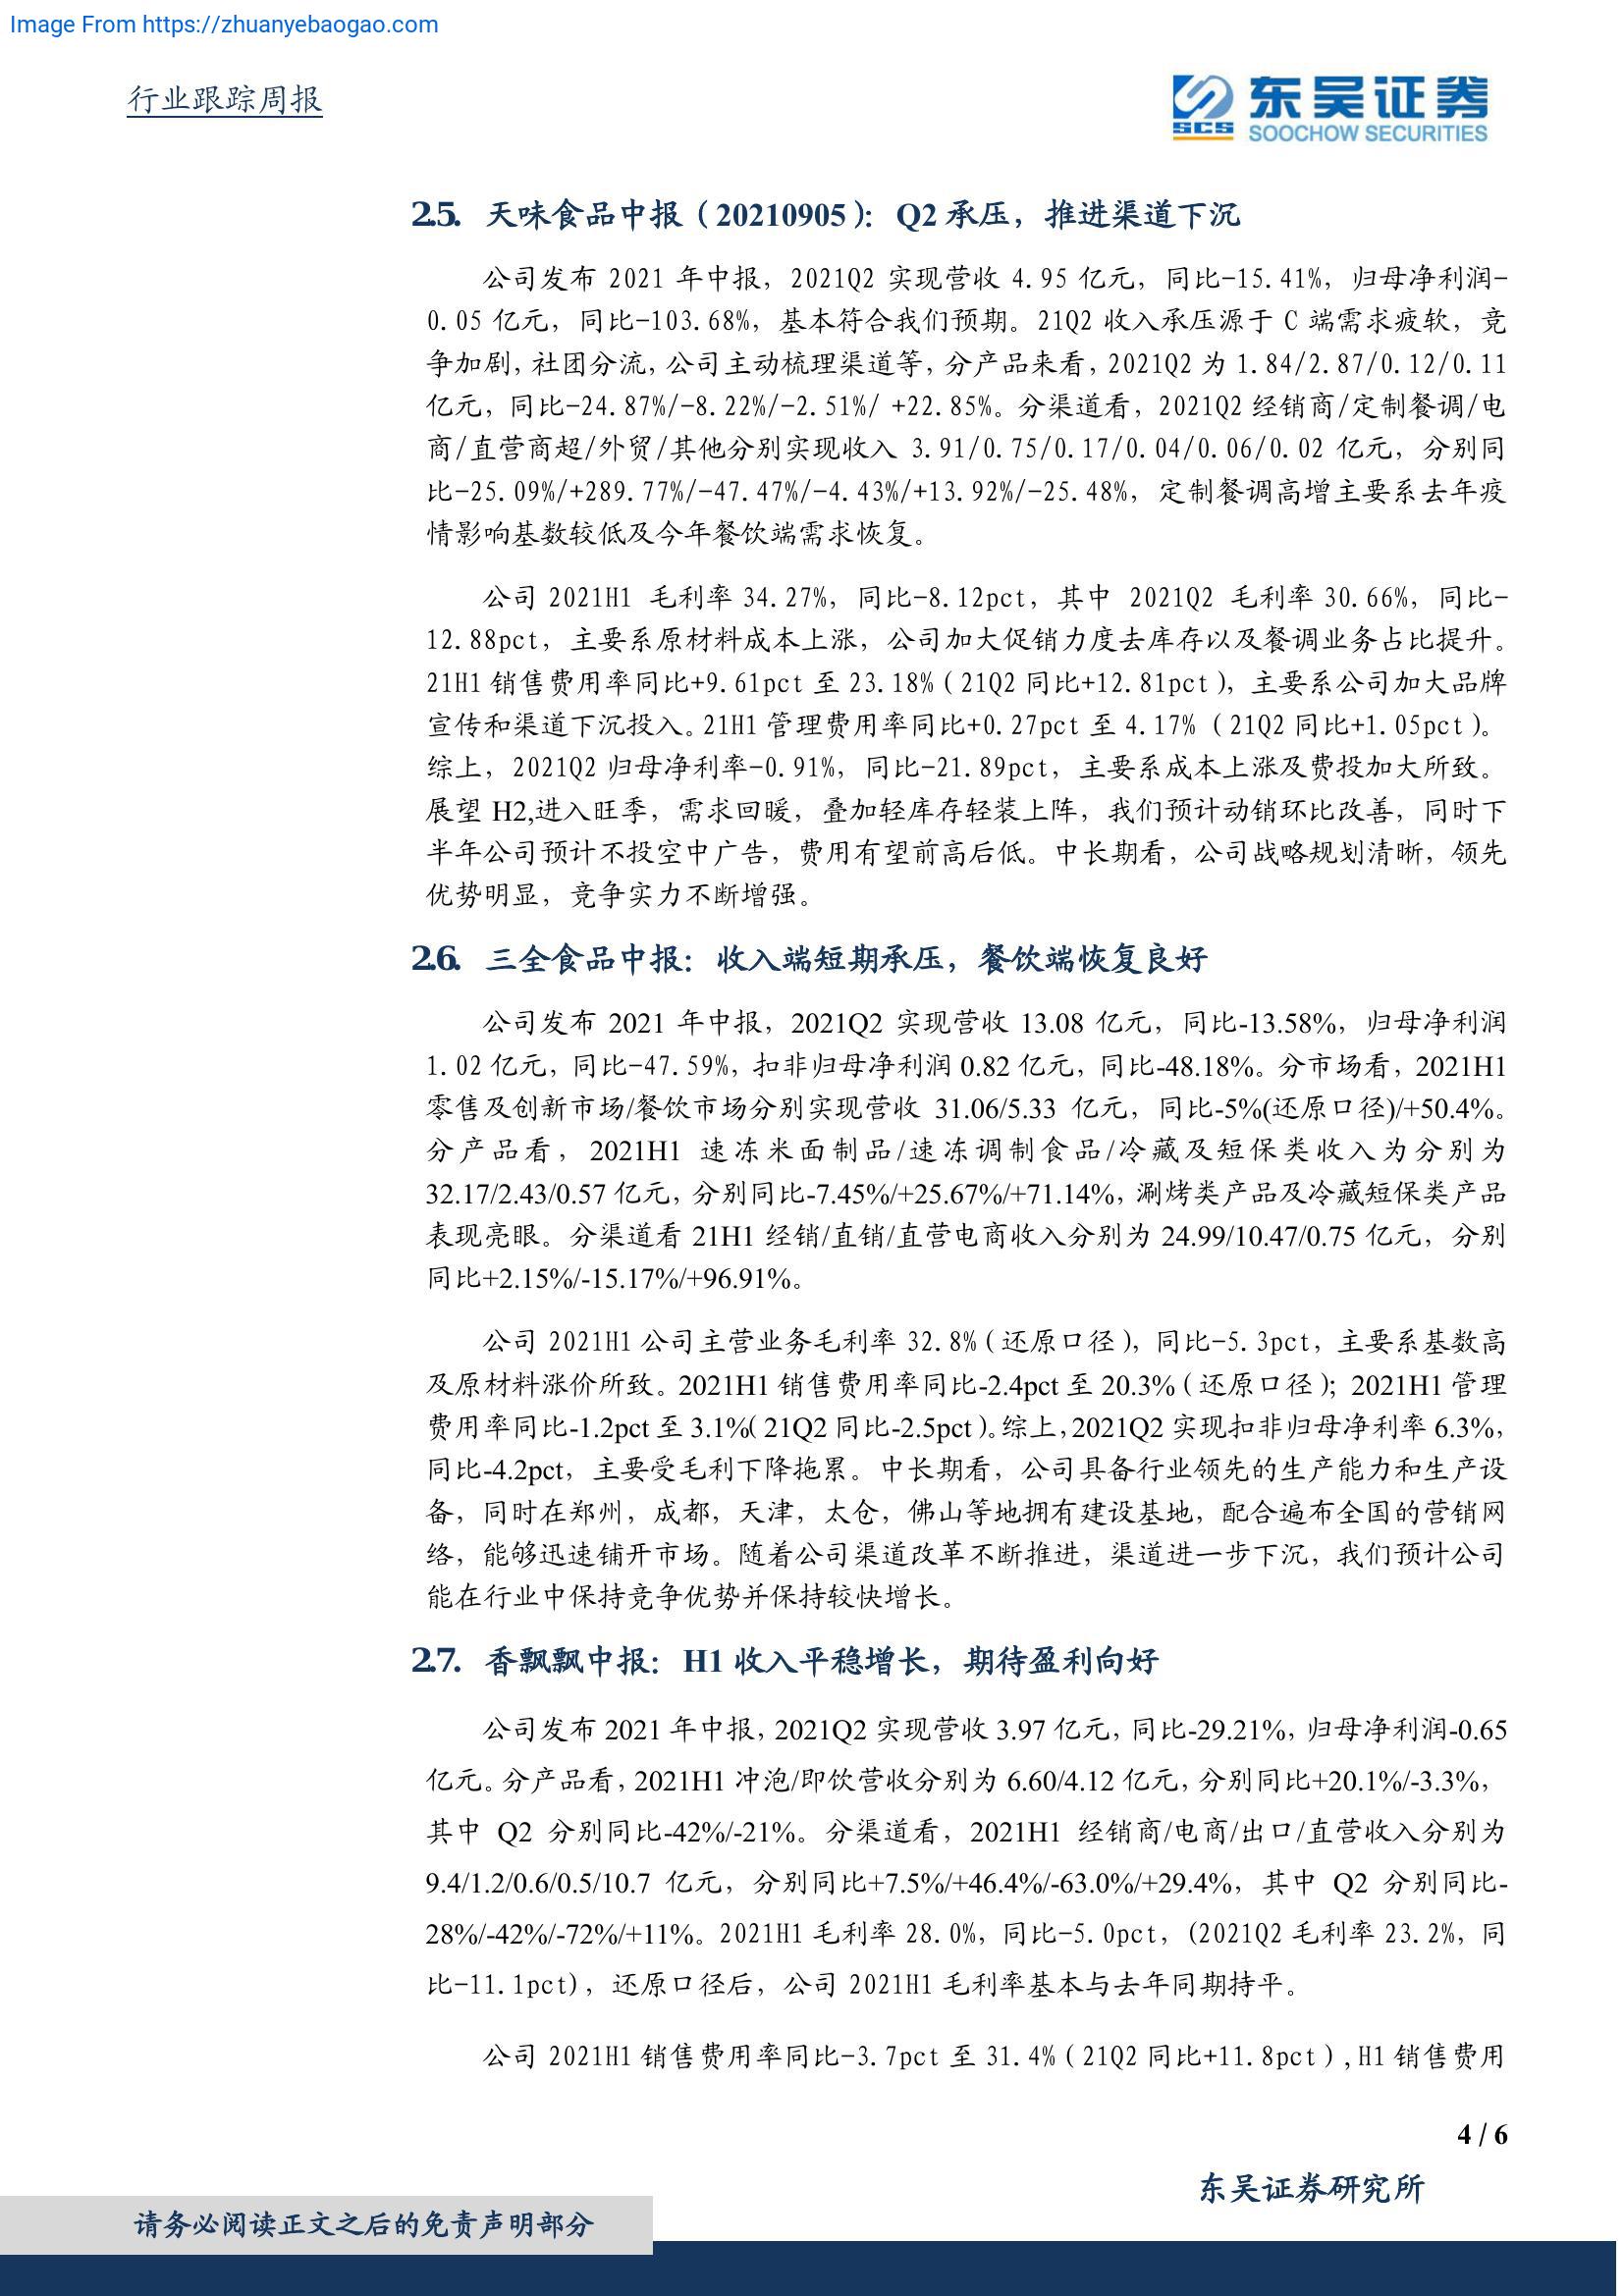 Image From https://zhuanyebaogao.com
行业跟踪周报
东吴证券
SCS
SOOCHOW SECURITIES
2.5. 天味食品中报（20210905）：Q2 承压，推进渠道下沉
公司发布 2021 年中报，2021Q2 实现营收 4.95 亿元，同比-15.41%，归母净利润-
0.05 亿元，同比-103.68%，基本符合我们预期。21Q2 收入承压源于 C 端需求疲软，竞
争加剧，社团分流，公司主动梳理渠道等，分产品来看，2021Q2 为 1.84/2.87/0.12/0.11
亿元，同比-24.87%/-8.22%/-2.51%/ +22.85%。分渠道看，2021Q2 经销商/定制餐调/电
商/直营商超/外贸/其他分别实现收入 3.91/0.75/0.17/0.04/0.06/0.02 亿元，分别同
比-25.09%/+289.77%/-47.47%/-4.43%/+13.92%/-25.48%，定制餐调高增主要系去年疫
情影响基数较低及今年餐饮端需求恢复。
公司 2021H1 毛利率 34.27%，同比-8.12pct，其中 2021Q2 毛利率 30.66%，同比-
12.88pct，主要系原材料成本上涨，公司加大促销力度去库存以及餐调业务占比提升。
21H1 销售费用率同比+9.61pct 至 23.18%（21Q2 同比+12.81pct），主要系公司加大品牌
宣传和渠道下沉投入。21H1 管理费用率同比+0.27pct 至 4.17%（21Q2 同比+1.05pct）。
综上，2021Q2 归母净利率-0.91%，同比-21.89pct，主要系成本上涨及费投加大所致。
展望 H2,进入旺季，需求回暖，叠加轻库存轻装上阵，我们预计动销环比改善，同时下
半年公司预计不投空中广告，费用有望前高后低。中长期看，公司战略规划清晰，领先
优势明显，竞争实力不断增强。
2.6. 三全食品中报：收入端短期承压，餐饮端恢复良好
公司发布 2021 年中报，2021Q2 实现营收 13.08 亿元，同比-13.58%，归母净利润
1.02 亿元，同比-47.59%，扣非归母净利润 0.82 亿元，同比-48.18%。分市场看，2021H1
零售及创新市场/餐饮市场分别实现营收 31.06/5.33 亿元，同比-5%(还原口径)/+50.4%。
分产品看，2021H1 速冻米面制品/速冻调制食品/冷藏及短保类收入为分别为
32.17/2.43/0.57 亿元，分别同比-7.45%/+25.67%/+71.14%，涮烤类产品及冷藏短保类产品
表现亮眼。分渠道看 21H1 经销/直销/直营电商收入分别为 24.99/10.47/0.75 亿元，分别
同比+2.15%/-15.17%/+96.91%。
公司 2021H1 公司主营业务毛利率 32.8%（还原口径），同比-5.3pct，主要系基数高
及原材料涨价所致。2021H1 销售费用率同比-2.4pct 至 20.3%（还原口径）；2021H1 管理
费用率同比-1.2pct 至 3.1%（21Q2 同比-2.5pct）。综上，2021Q2 实现扣非归母净利率 6.3%，
同比-4.2pct，主要受毛利下降拖累。中长期看，公司具备行业领先的生产能力和生产设
备，同时在郑州，成都，天津，太仓，佛山等地拥有建设基地，配合遍布全国的营销网
络，能够迅速铺开市场。随着公司渠道改革不断推进，渠道进一步下沉，我们预计公司
能在行业中保持竞争优势并保持较快增长。
2.7. 香飘飘中报：H1 收入平稳增长，期待盈利向好
公司发布 2021 年中报，2021Q2 实现营收 3.97 亿元，同比-29.21%，归母净利润-0.65
亿元。分产品看，2021H1 冲泡/即饮营收分别为 6.60/4.12 亿元，分别同比+20.1%/-3.3%，
其中 Q2 分别同比-42%/-21%。分渠道看，2021H1 经销商/电商/出口/直营收入分别为
9.4/1.2/0.6/0.5/10.7 亿元，分别同比+7.5%/+46.4%/-63.0%/+29.4%，其中 Q2 分别同比-
28%/-42%/-72%/+11%。2021H1 毛利率 28.0%，同比-5.0pct，(2021Q2 毛利率 23.2%，同
比-11.1pct)，还原口径后，公司 2021H1 毛利率基本与去年同期持平。
公司 2021H1 销售费用率同比-3.7pct 至 31.4%（21Q2 同比+11.8pct）,H1 销售费用
4 / 6
东吴证券研究所
请务必阅读正文之后的免责声明部分